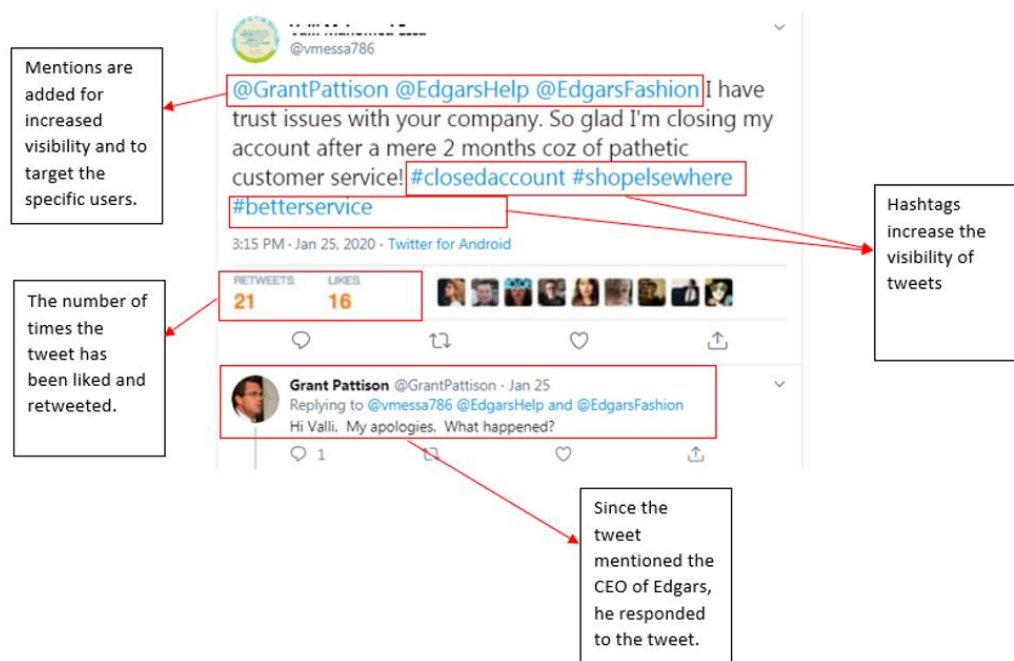 @vmessa786
@GrantPattison @EdgarsHelp @EdgarsFashion I have
trust issues with your company. So glad I'm closing my
account after a mere 2 months coz of pathetic
customer service! #closedaccount #shopelsewhere
#betterservice
3:15 PM · Jan 25, 2020 · Twitter for Android
RETWEETS LIKES
21 16
Grant Pattison @GrantPattison · Jan 25
Replying to @vmessa786 @EdgarsHelp and @EdgarsFashion
Hi Valli. My apologies. What happened?
1
Mentions are
added for
increased
visibility and to
target the
specific users.
The number of
times the
tweet has
been liked and
retweeted.
Hashtags
increase the
visibility of
tweets
Since the
tweet
mentioned the
CEO of Edgars,
he responded
to the tweet.